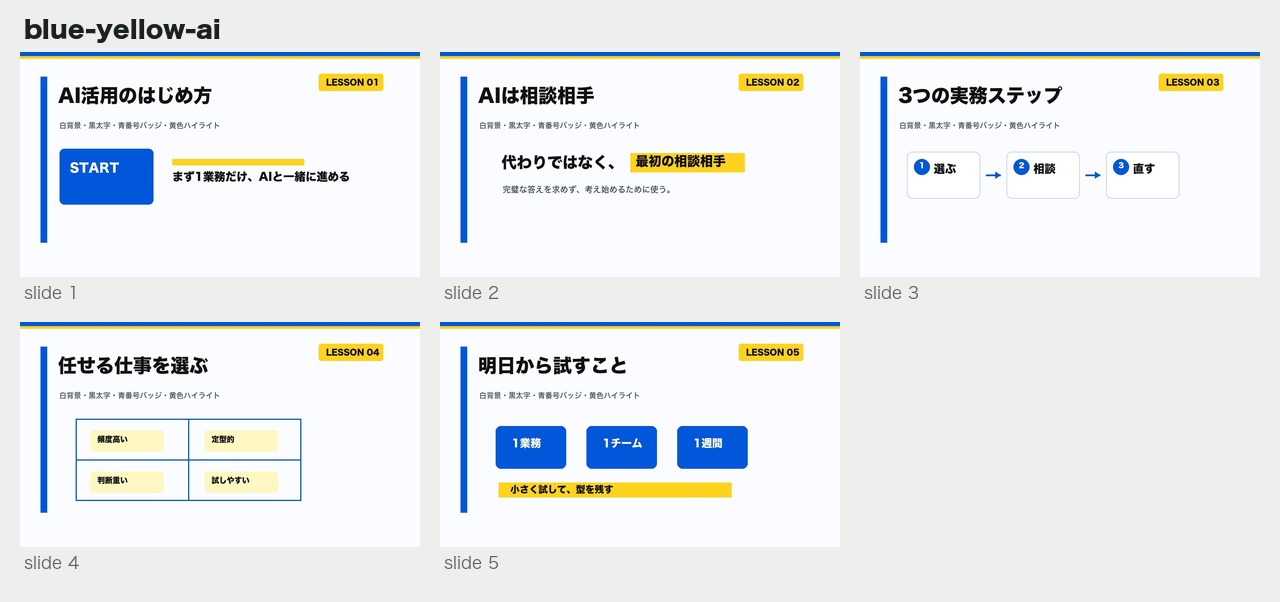 blue-yellow-ai
LESSON 01
AI活用のはじめ方
白背景・黒太字・青番号バッジ・黄色ハイライト
START
まず1業務だけ、AIと一緒に進める
slide 1
LESSON 02
AIは相談相手
白背景・黒太字・青番号バッジ・黄色ハイライト
代わりではなく、 最初の相談相手
完璧な答えを求めず、考え始めるために使う。
slide 2
LESSON 03
3つの実務ステップ
白背景・黒太字・青番号バッジ・黄色ハイライト
1 選ぶ
2 相談
3 直す
slide 3
LESSON 04
任せる仕事を選ぶ
白背景・黒太字・青番号バッジ・黄色ハイライト
頻度高い
定型的
判断重い
試しやすい
slide 4
LESSON 05
明日から試すこと
白背景・黒太字・青番号バッジ・黄色ハイライト
1業務
1チーム
1週間
小さく試して、型を残す
slide 5